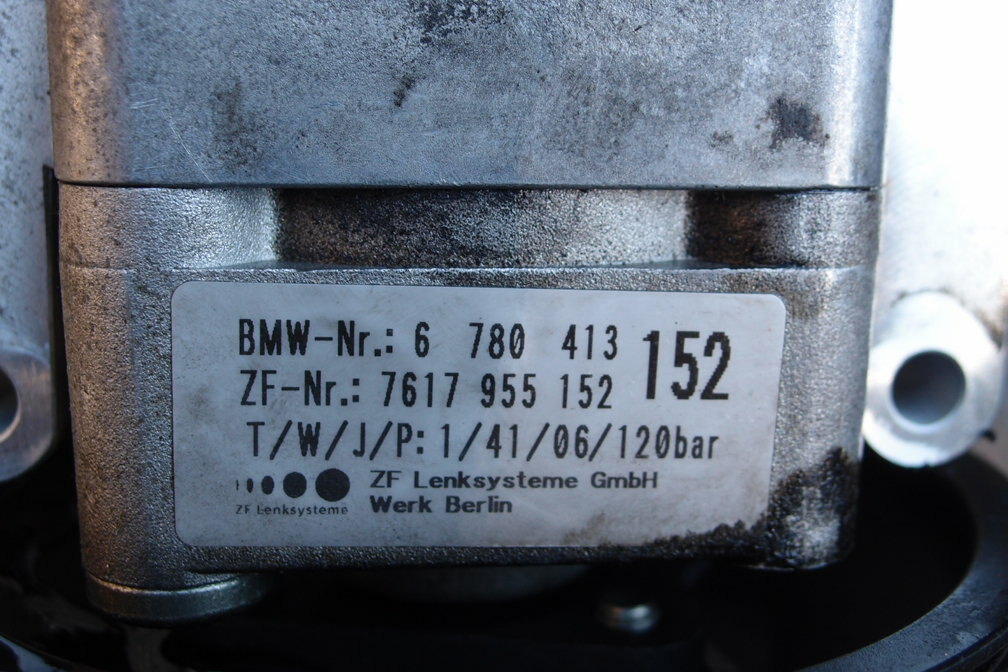 BMW-Nr.: 6 780 413 152
ZF-Nr.: 7617 955 152
T/W/J/P: 1/41/06/120bar
ZF Lenksysteme GmbH
ZF Lenksysteme Werk Berlin